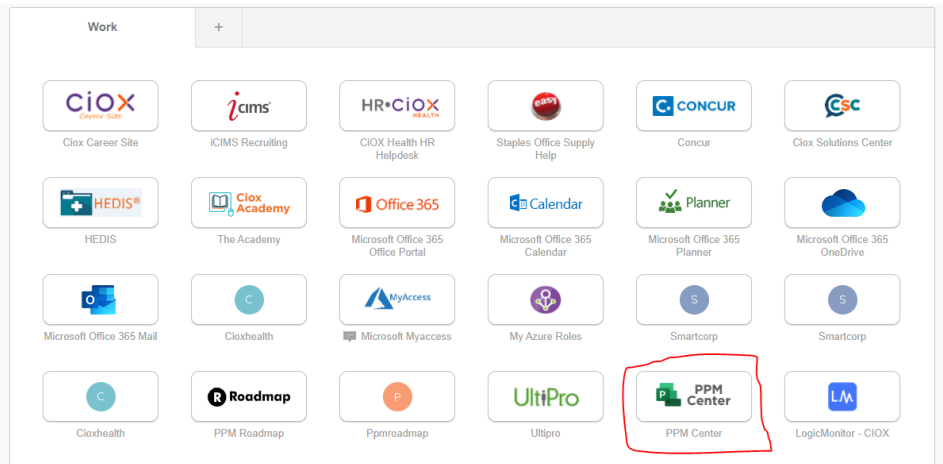 Work +
CiOX Career Site
iCIMS
HR•CiOX HEALTH
easy
C. CONCUR
CSC
Ciox Career Site
iCIMS Recruiting
CiOX Health HR Helpdesk
Staples Office Supply Help
Concur
Ciox Solutions Center
HEDIS®
Ciox Academy
Office 365
Calendar
Planner
HEDIS
The Academy
Microsoft Office 365 Office Portal
Microsoft Office 365 Calendar
Microsoft Office 365 Planner
Microsoft Office 365 OneDrive
O
C
MyAccess
S
S
Microsoft Office 365 Mail
Cioxhealth
Microsoft Myaccess
My Azure Roles
Smartcorp
Smartcorp
C
R Roadmap
P
UltiPro
P PPM Center
LM
Cioxhealth
PPM Roadmap
Ppmroadmap
Ultipro
PPM Center
LogicMonitor - CIOX